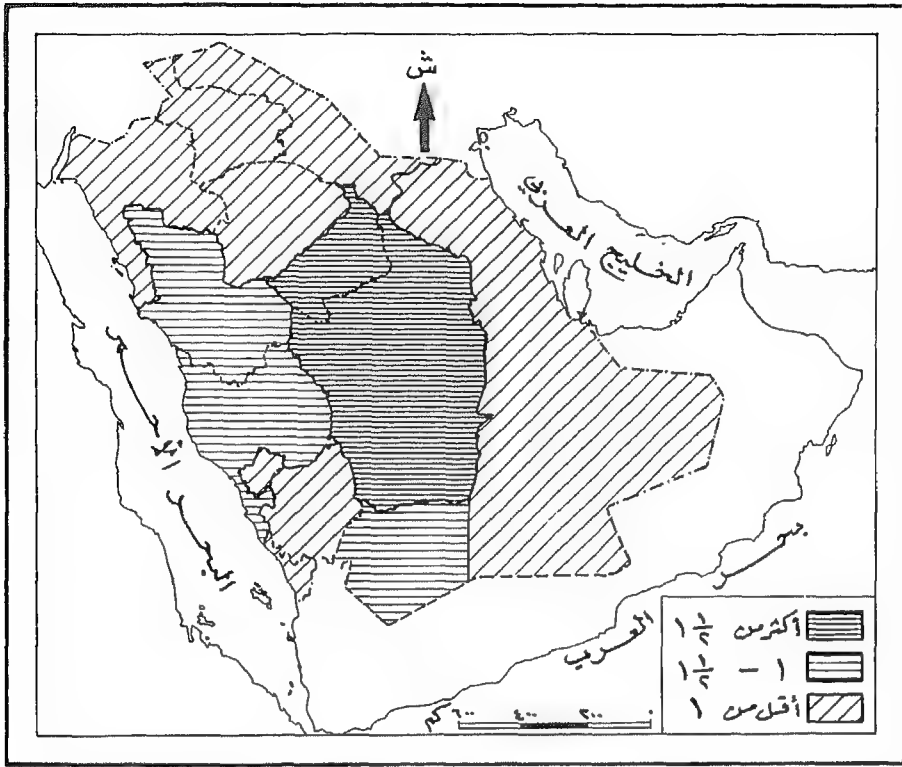 ش
الخليج العربي
البحر
الأحمر
بحر
العرب
أكثر من ١ ١/٢
١ - ١ ١/٢
أقل من ١
كم ٦٠٠ ٤٠٠ ٢٠٠ ٠